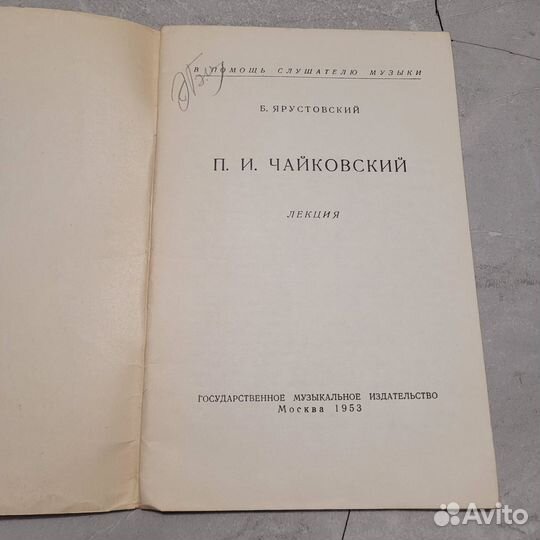 В ПОМОЩЬ СЛУШАТЕЛЮ МУЗЫКИ
Б. ЯРУСТОВСКИЙ
П. И. ЧАЙКОВСКИЙ
ЛЕКЦИЯ
ГОСУДАРСТВЕННОЕ МУЗЫКАЛЬНОЕ ИЗДАТЕЛЬСТВО
Москва 1953
Avito